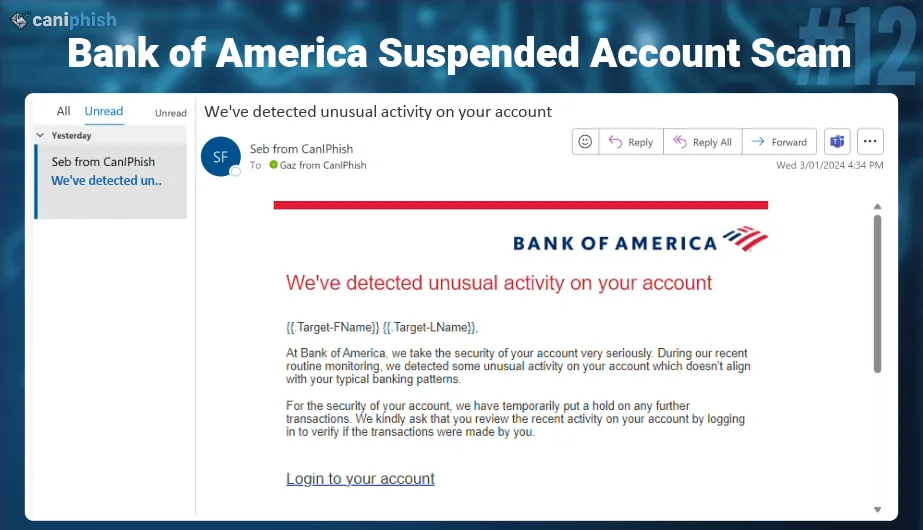 caniphish
#12
Bank of America Suspended Account Scam
All Unread Unread
Yesterday
Seb from CanIPhish
We've detected un..
We've detected unusual activity on your account
SF
Seb from CanIPhish
To Gaz from CanIPhish
Reply Reply All Forward
Wed 3/01/2024 4:34 PM
BANK OF AMERICA
We've detected unusual activity on your account
{{.Target-FName}} {{.Target-LName}},
At Bank of America, we take the security of your account very seriously. During our recent
routine monitoring, we detected some unusual activity on your account which doesn't align
with your typical banking patterns.
For the security of your account, we have temporarily put a hold on any further
transactions. We kindly ask that you review the recent activity on your account by logging
in to verify if the transactions were made by you.
Login to your account